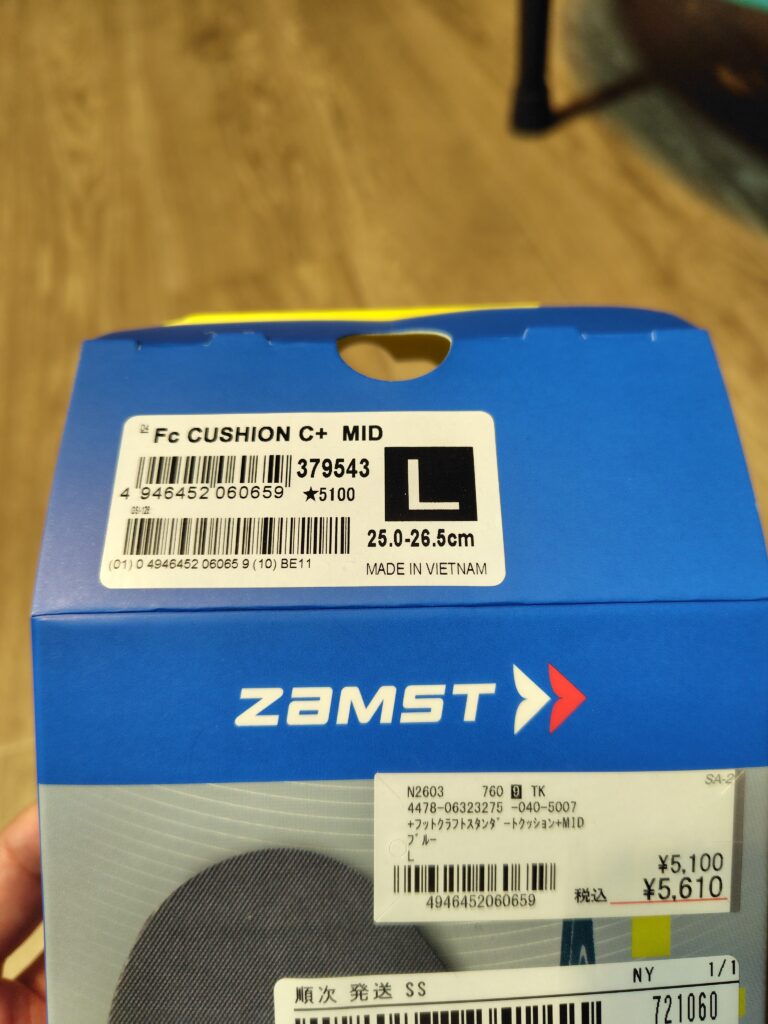 Fc CUSHION C+ MID
379543
L
4 946452 060659
★5100
GS1-128
25.0-26.5cm
(01) 0 4946452 06065 9 (10) BE11
MADE IN VIETNAM
ZAMST
SA-2
N2603 760 9 TK
4478-06323275 -040-5007
+フットクラフトスタンダートクッション+MID
ブルー
L
¥5,100
税込 ¥5,610
4946452060659
順次 発送 SS NY 1/1
721060